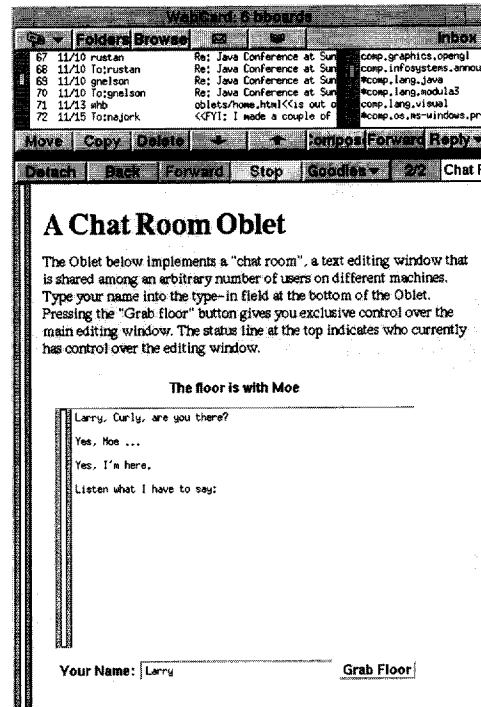 WebCard: 6 bboards
Folders Browse Inbox
67 11/10 rustan Re: Java Conference at Sun comp.graphics.opengl
68 11/10 To:rustan Re: Java Conference at Sun comp.infosystems.annou
69 11/10 gnelson Re: Java Conference at Sun *comp.lang.java
70 11/10 To:gnelson Re: Java Conference at Sun *comp.lang.modula3
71 11/13 mhb oblets/home.html<<is out o comp.lang.visual
72 11/15 To:najork <<FYI: I made a couple of *comp.os.ms-windows.pr
Move Copy Delete Compos Forward Reply
Detach Back Forward Stop Goodies 2/2 Chat F
A Chat Room Oblet
The Oblet below implements a "chat room", a text editing window that
is shared among an arbitrary number of users on different machines.
Type your name into the type-in field at the bottom of the Oblet.
Pressing the "Grab floor" button gives you exclusive control over the
main editing window. The status line at the top indicates who currently
has control over the editing window.
The floor is with Moe
Larry, Curly, are you there?
Yes, Moe ...
Yes, I'm here.
Listen what I have to say:
Your Name: Larry Grab Floor